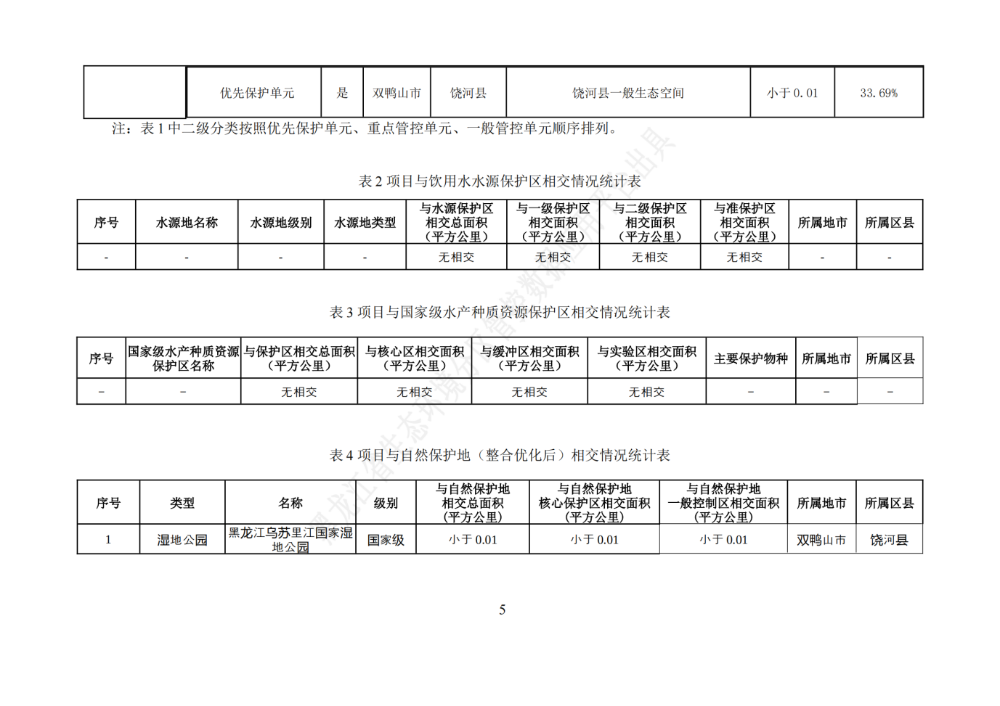 优先保护单元 是 双鸭山市 饶河县 饶河县一般生态空间 小于 0.01 33.69%
注：表 1 中二级分类按照优先保护单元、重点管控单元、一般管控单元顺序排列。
表 2 项目与饮用水水源保护区相交情况统计表
序号 水源地名称 水源地级别 水源地类型 与水源保护区相交总面积（平方公里） 与一级保护区相交面积（平方公里） 与二级保护区相交面积（平方公里） 与准保护区相交面积（平方公里） 所属地市 所属区县
- - - - 无相交 无相交 无相交 无相交 - -
表 3 项目与国家级水产种质资源保护区相交情况统计表
序号 国家级水产种质资源保护区名称 与保护区相交总面积（平方公里） 与核心区相交面积（平方公里） 与缓冲区相交面积（平方公里） 与实验区相交面积（平方公里） 主要保护物种 所属地市 所属区县
– – 无相交 无相交 无相交 无相交 – – –
表 4 项目与自然保护地（整合优化后）相交情况统计表
序号 类型 名称 级别 与自然保护地相交总面积(平方公里) 与自然保护地核心保护区相交面积(平方公里) 与自然保护地一般控制区相交面积(平方公里) 所属地市 所属区县
1 湿地公园 黑龙江乌苏里江国家湿地公园 国家级 小于 0.01 小于 0.01 小于 0.01 双鸭山市 饶河县
5
黑龙江省生态环境分区管控数据应用平台出具